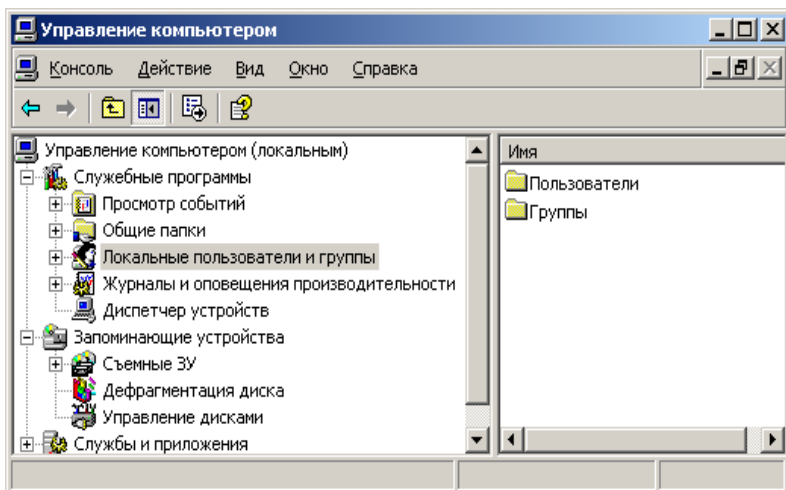 Управление компьютером
Консоль Действие Вид Окно Справка
Управление компьютером (локальным)
Служебные программы
Просмотр событий
Общие папки
Локальные пользователи и группы
Журналы и оповещения производительности
Диспетчер устройств
Запоминающие устройства
Съемные ЗУ
Дефрагментация диска
Управление дисками
Службы и приложения
Имя
Пользователи
Группы